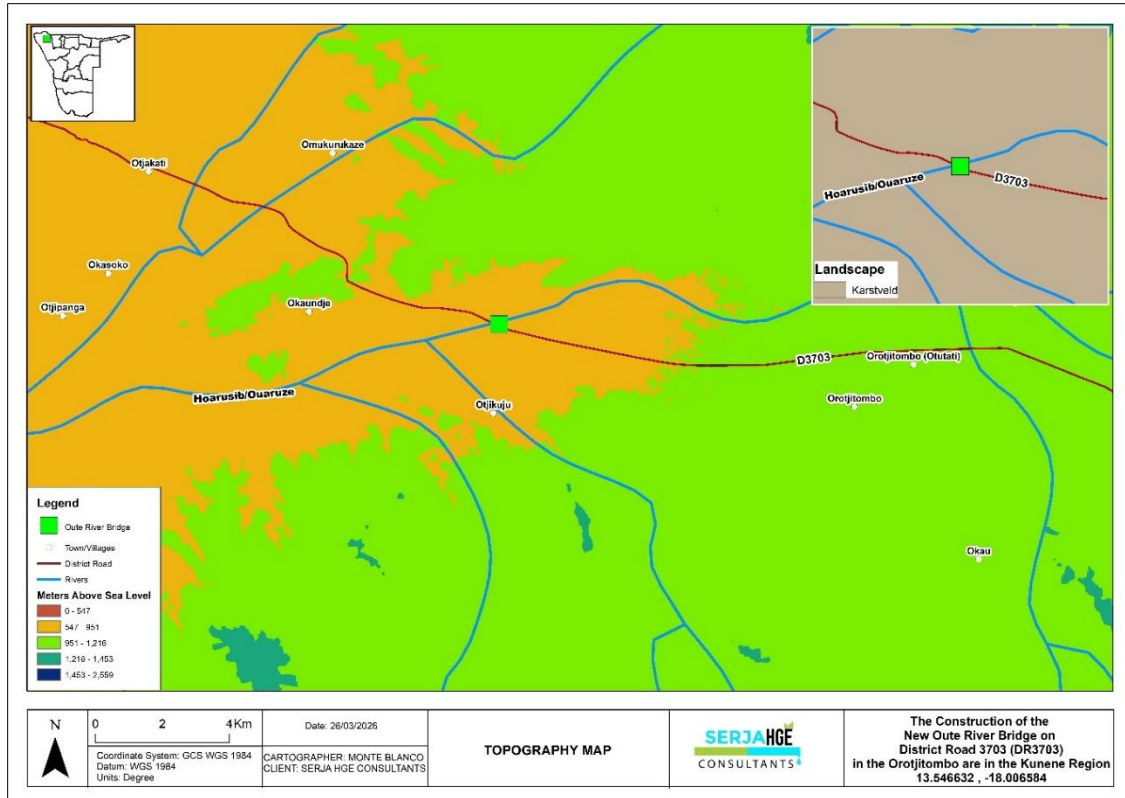 Omukurukaze
Otjakati
Okasoko
Otjipanga
Okaundje
Hoarusib/Ouaruze
Otjikuju
D3703
Orotjitombo (Otutati)
Orotjitombo
Okau
Hoarusib/Ouaruze
D3703
Landscape
Karstveld
Legend
Oute River Bridge
Town/Villages
District Road
Rivers
Meters Above Sea Level
0 - 547
547 - 951
951 - 1,216
1,216 - 1,453
1,453 - 2,559
N
0 2 4 Km
Coordinate System: GCS WGS 1984
Datum: WGS 1984
Units: Degree
Date: 26/03/2026
CARTOGRAPHER: MONTE BLANCO
CLIENT: SERJA HGE CONSULTANTS
TOPOGRAPHY MAP
SERJAHGE
CONSULTANTS
The Construction of the
New Oute River Bridge on
District Road 3703 (DR3703)
in the Orotjitombo are in the Kunene Region
13.546632 , -18.006584